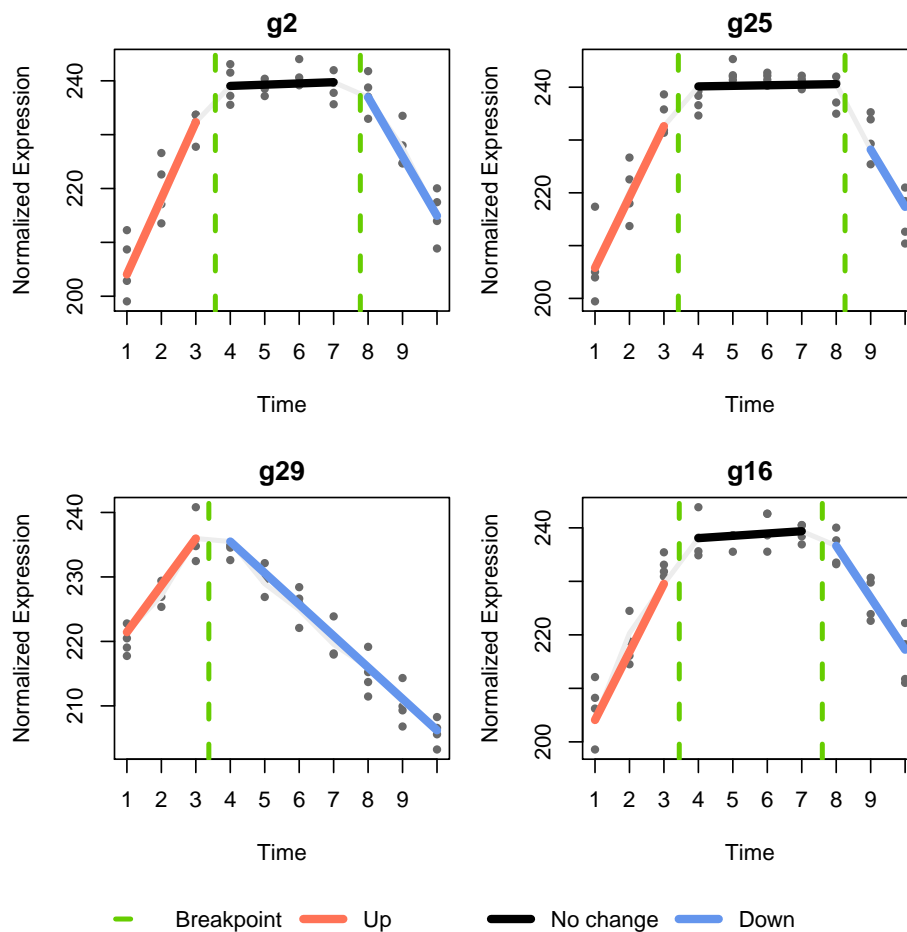 g2
Normalized Expression
200
220
240
1 2 3 4 5 6 7 8 9
Time
g25
Normalized Expression
200
220
240
1 2 3 4 5 6 7 8 9
Time
g29
Normalized Expression
210
220
230
240
1 2 3 4 5 6 7 8 9
Time
g16
Normalized Expression
200
220
240
1 2 3 4 5 6 7 8 9
Time
Breakpoint Up No change Down